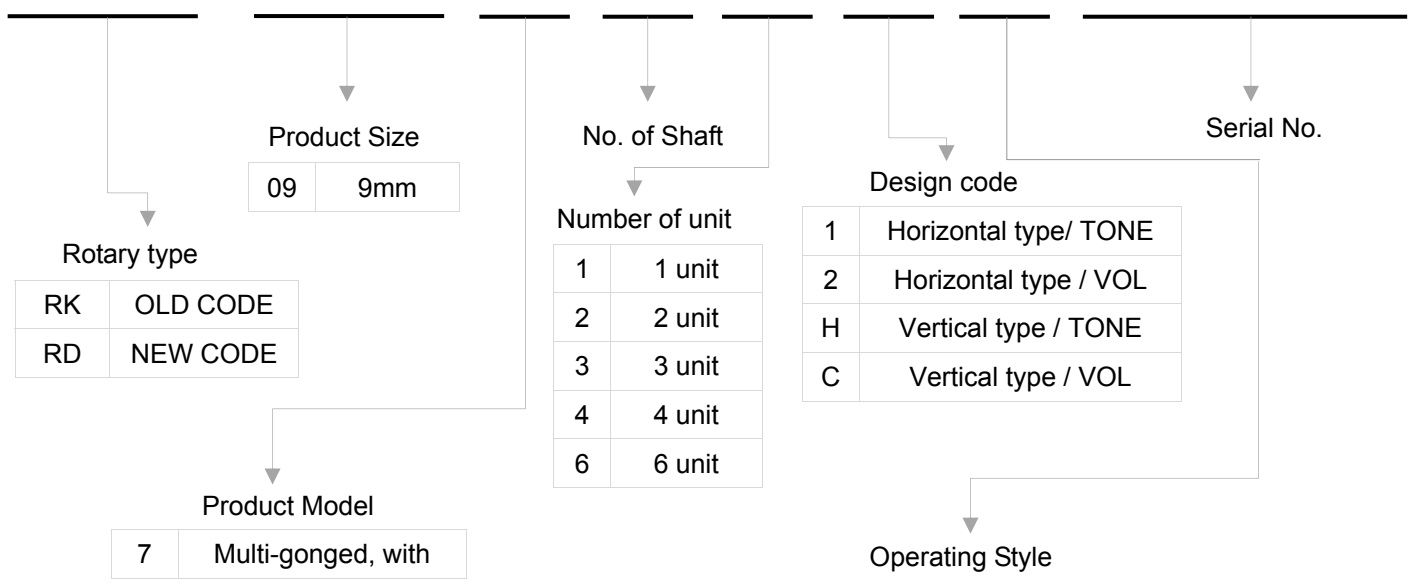 Product Size
09 9mm
No. of Shaft
Serial No.
Design code
1 Horizontal type/ TONE
2 Horizontal type / VOL
H Vertical type / TONE
C Vertical type / VOL
Number of unit
1 1 unit
2 2 unit
3 3 unit
4 4 unit
6 6 unit
Rotary type
RK OLD CODE
RD NEW CODE
Product Model
7 Multi-gonged, with
Operating Style